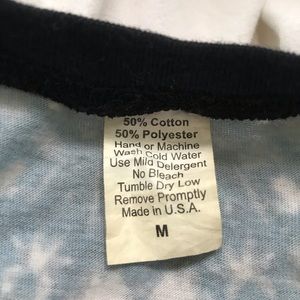 50% Cotton
50% Polyester
Hand or Machine
Wash Cold Water
Use Mild Detergent
No Bleach
Tumble Dry Low
Remove Promptly
Made in U.S.A.
M